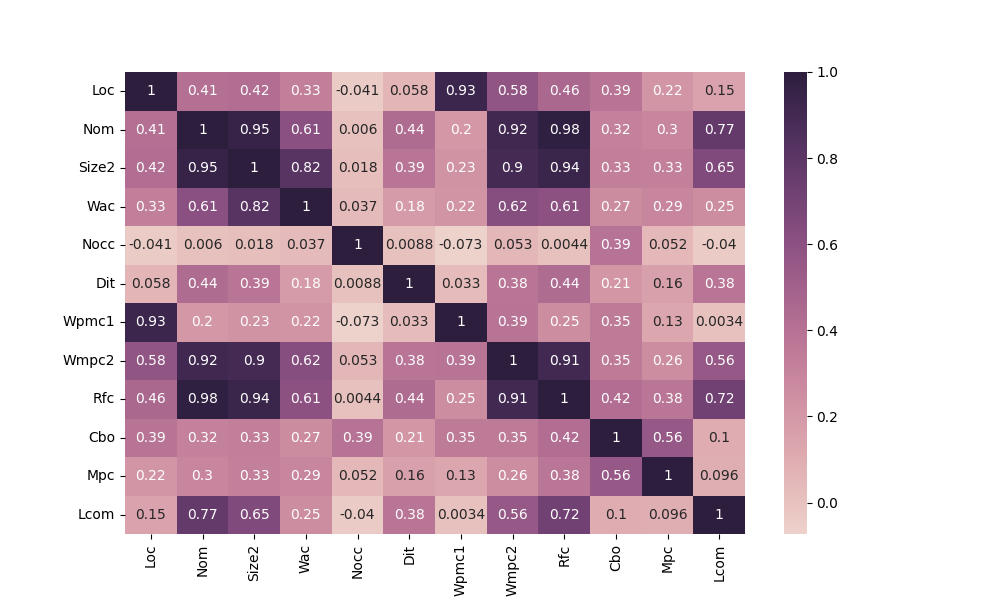 Loc 1 0.41 0.42 0.33 -0.041 0.058 0.93 0.58 0.46 0.39 0.22 0.15
Nom 0.41 1 0.95 0.61 0.006 0.44 0.2 0.92 0.98 0.32 0.3 0.77
Size2 0.42 0.95 1 0.82 0.018 0.39 0.23 0.9 0.94 0.33 0.33 0.65
Wac 0.33 0.61 0.82 1 0.037 0.18 0.22 0.62 0.61 0.27 0.29 0.25
Nocc -0.041 0.006 0.018 0.037 1 0.0088 -0.073 0.053 0.0044 0.39 0.052 -0.04
Dit 0.058 0.44 0.39 0.18 0.0088 1 0.033 0.38 0.44 0.21 0.16 0.38
Wpmc1 0.93 0.2 0.23 0.22 -0.073 0.033 1 0.39 0.25 0.35 0.13 0.0034
Wmpc2 0.58 0.92 0.9 0.62 0.053 0.38 0.39 1 0.91 0.35 0.26 0.56
Rfc 0.46 0.98 0.94 0.61 0.0044 0.44 0.25 0.91 1 0.42 0.38 0.72
Cbo 0.39 0.32 0.33 0.27 0.39 0.21 0.35 0.35 0.42 1 0.56 0.1
Mpc 0.22 0.3 0.33 0.29 0.052 0.16 0.13 0.26 0.38 0.56 1 0.096
Lcom 0.15 0.77 0.65 0.25 -0.04 0.38 0.0034 0.56 0.72 0.1 0.096 1
Loc Nom Size2 Wac Nocc Dit Wpmc1 Wmpc2 Rfc Cbo Mpc Lcom
1.0
0.8
0.6
0.4
0.2
0.0